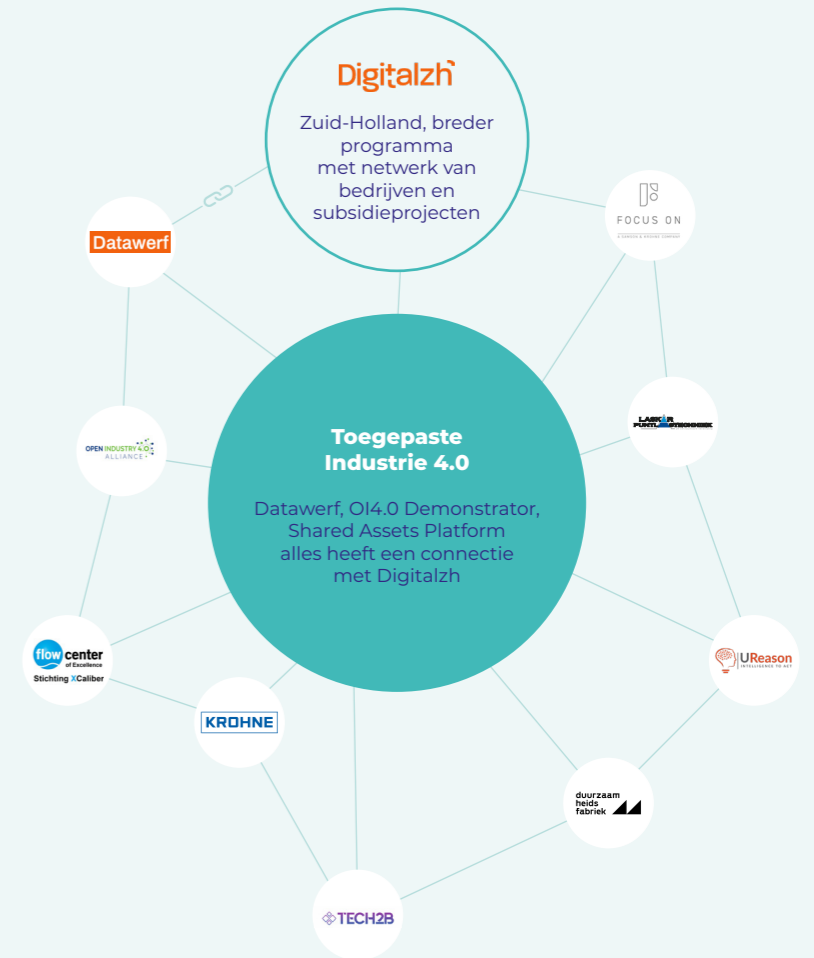 Digitalzh
Zuid-Holland, breder
programma
met netwerk van
bedrijven en
subsidieprojecten
FOCUS ON
Datawerf
Toegepaste
Industrie 4.0
Datawerf, OI4.0 Demonstrator,
Shared Assets Platform
alles heeft een connectie
met Digitalzh
OPEN INDUSTRY 4.0
ALLIANCE
flow center
of Excellence
Stichting XCaliber
UReason
INTELLIGENCE TO ACT
KROHNE
duurzaam
heids
fabriek
TECH2B